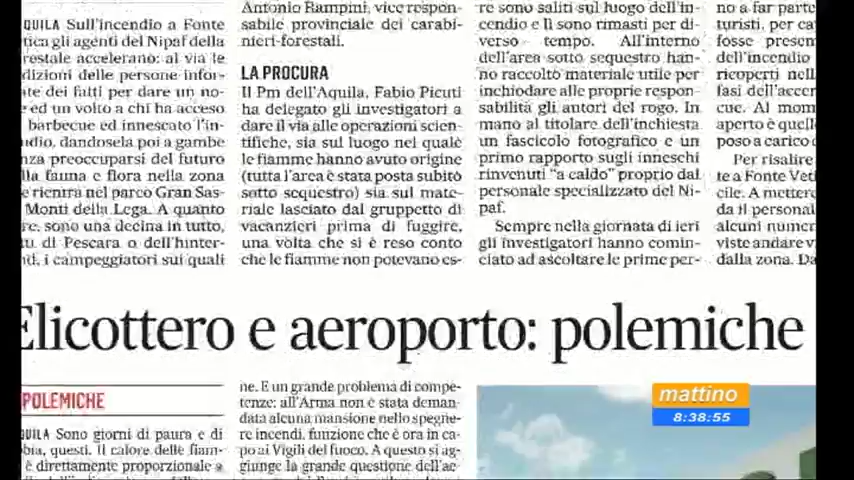 QUILA Sull'incendio a Fonte
tica gli agenti del Nipaf della
restale accelerano: al via le
dizioni delle persone infor-
te dei fatti per dare un no-
e ed un volto a chi ha acceso
barbecue ed innescato l'in-
dio, dandosela poi a gambe
nza preoccuparsi del futuro
lla fauna e flora nella zona
e rientra nel parco Gran Sas-
Monti della Lega. A quanto
re, sono una decina in tutto,
tu di Pescara o dell'hinter-
nd, i campeggiatori sui quali
Antonio Rampini, vice respon-
sabile provinciale dei carabi-
nieri-forestali.
LA PROCURA
Il Pm dell'Aquila, Fabio Picuti
ha delegato gli investigatori a
dare il via alle operazioni scien-
tifiche, sia sul luogo nel quale
le fiamme hanno avuto origine
(tutta l'area è stata posta subito
sotto sequestro) sia sul mate-
riale lasciato dal gruppetto di
vacanzieri prima di fuggire,
una volta che si è reso conto
che le fiamme non potevano es-
re sono saliti sul luogo dell'in-
cendio e lì sono rimasti per di-
verso tempo. All'interno
dell'area sotto sequestro han-
no raccolto materiale utile per
inchiodare alle proprie respon-
sabilità gli autori del rogo. In
mano al titolare dell'inchiesta
un fascicolo fotografico e un
primo rapporto sugli inneschi
rinvenuti "a caldo" proprio dal
personale specializzato del Ni-
paf.
Sempre nella giornata di ieri
gli investigatori hanno comin-
ciato ad ascoltare le prime per-
no a far parte
turisti, per ca
fosse presen
dell'incendio
ricoperti nell
fasi dell'accen
cue. Al mom
aperto è quell
poso a carico
Per risalire
te a Fonte Veti
cile. A mettere
da il personal
alcuni numer
viste andare v
dalla zona. Da
Elicottero e aeroporto: polemiche
POLEMICHE
QUILA Sono giorni di paura e di
bia, questi. Il calore delle fiam-
è direttamente proporzionale a
ne. E un grande problema di compe-
tenze: all'Arma non è stata deman-
data alcuna mansione nello spegne-
re incendi, funzione che è ora in ca-
po ai Vigili del fuoco. A questo si ag-
giunge la grande questione dell'ae-
mattino
8:38:55